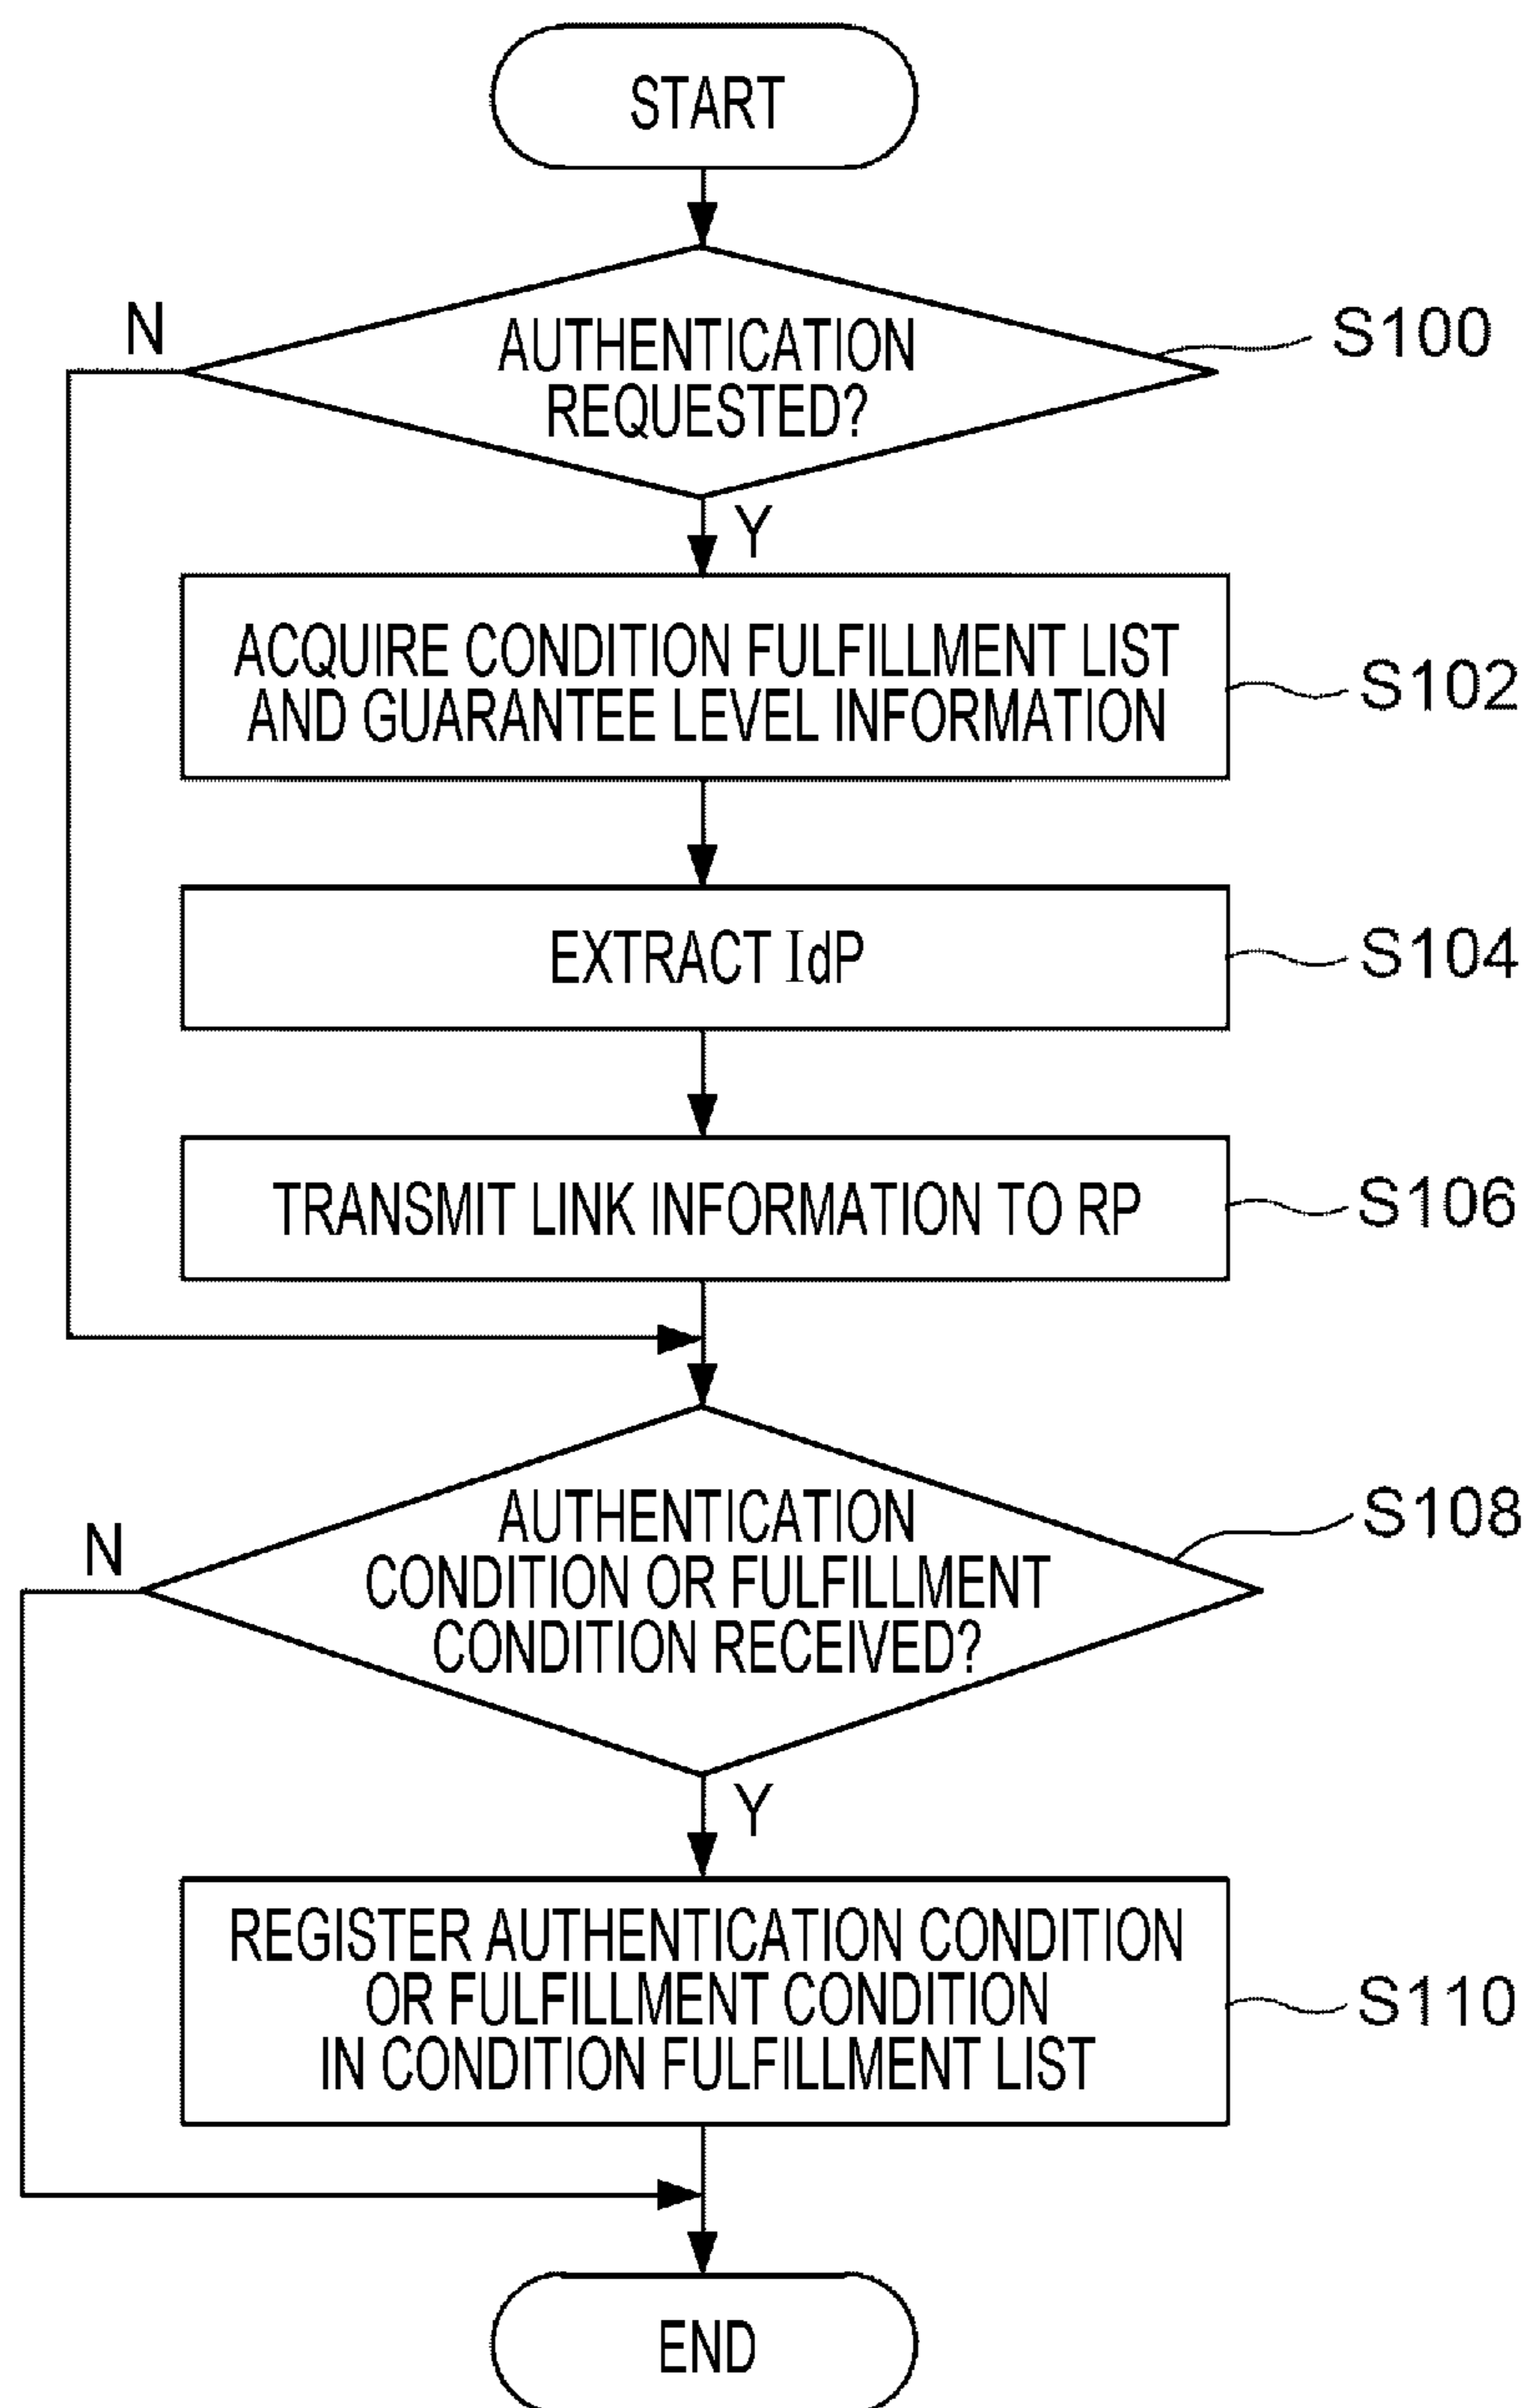 START
N
AUTHENTICATION
REQUESTED?
S100
Y
ACQUIRE CONDITION FULFILLMENT LIST
AND GUARANTEE LEVEL INFORMATION
S102
EXTRACT IdP
S104
TRANSMIT LINK INFORMATION TO RP
S106
N
AUTHENTICATION
CONDITION OR FULFILLMENT
CONDITION RECEIVED?
S108
Y
REGISTER AUTHENTICATION CONDITION
OR FULFILLMENT CONDITION
IN CONDITION FULFILLMENT LIST
S110
END